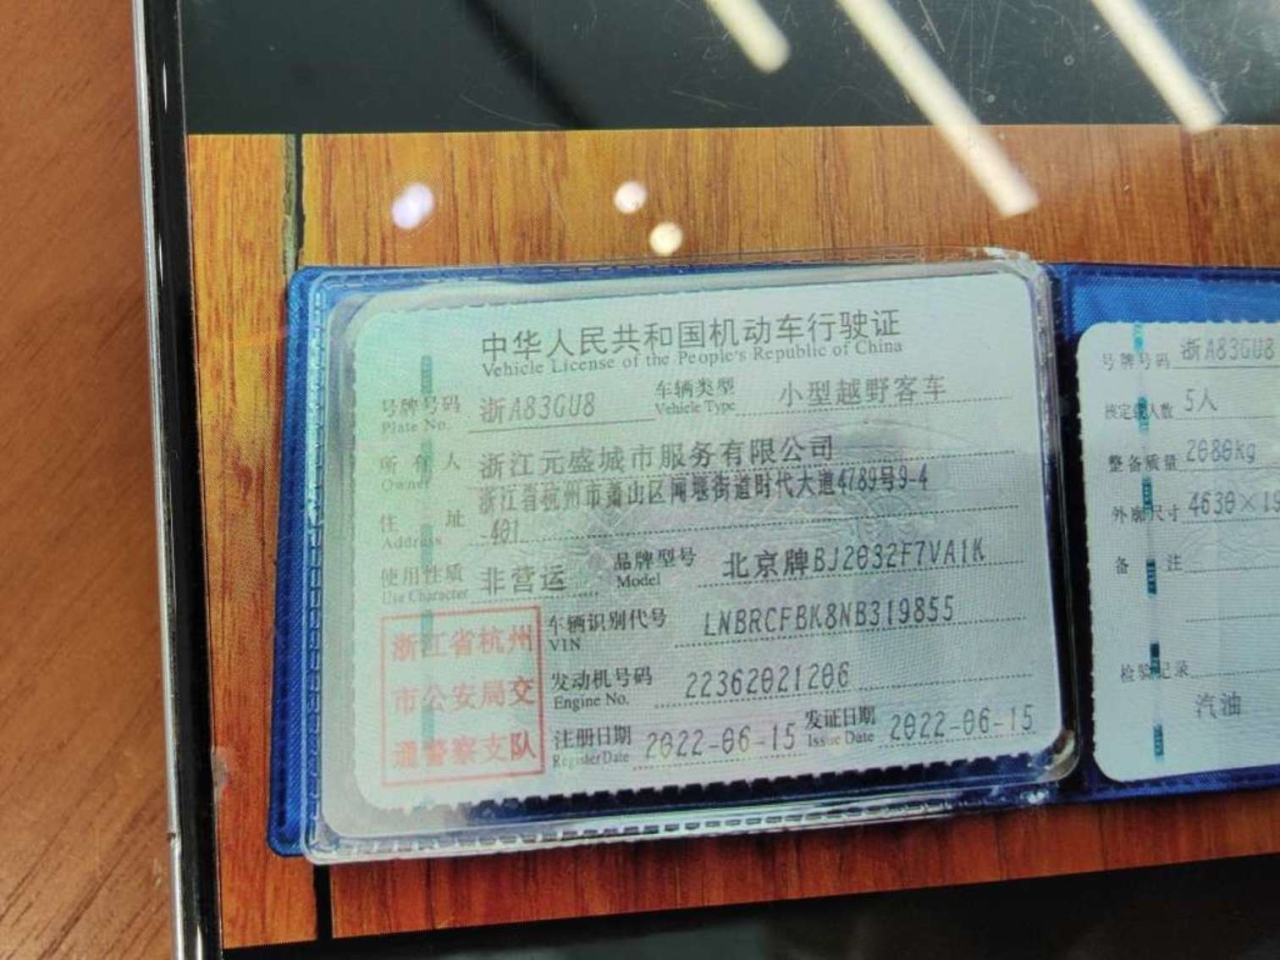 中华人民共和国机动车行驶证
Vehicle License of the People's Republic of China
号牌号码 浙A83GU8 车辆类型 小型越野客车
Plate No. Vehicle Type
所有人 浙江元盛城市服务有限公司
Owner
浙江省杭州市萧山区闻堰街道时代大道4789号9-4
住址 -401
Address
使用性质 非营运 品牌型号 北京牌BJ2032F7VA1K
Use Character Model
浙江省杭州
市公安局交
通警察支队
车辆识别代号 LNBRCFBK8NB319855
VIN
发动机号码 22362021206
Engine No.
注册日期 2022-06-15 发证日期 2022-06-15
Register Date Issue Date
号牌号码 浙A83GU8
核定载人数 5人
整备质量 2080kg
外廓尺寸 4630×
备注
检验记录
汽油